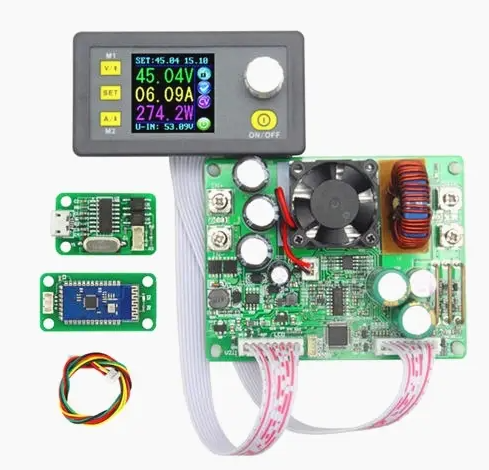 M1
V/⬍
SET
A/⬍
M2
SET:45.04 15.10
45.04V
06.09A
CV
274.2W
U-IN: 53.09V
ON/OFF